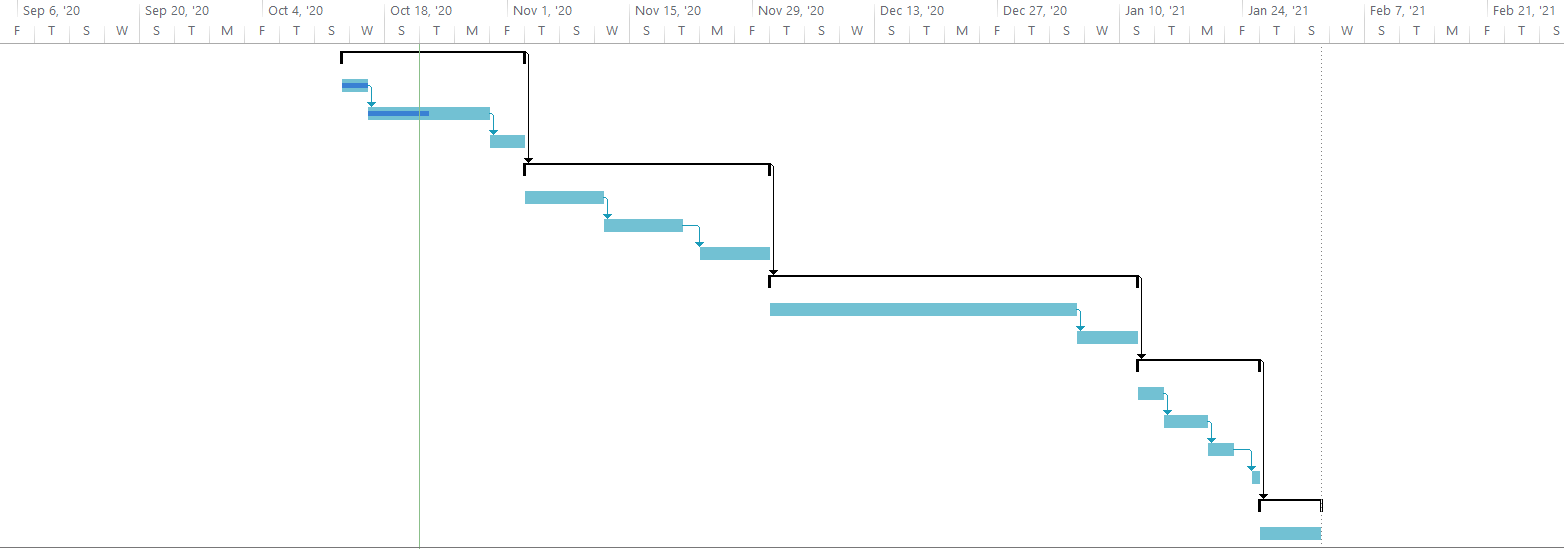 Sep 6, '20 Sep 20, '20 Oct 4, '20 Oct 18, '20 Nov 1, '20 Nov 15, '20 Nov 29, '20 Dec 13, '20 Dec 27, '20 Jan 10, '21 Jan 24, '21 Feb 7, '21 Feb 21, '21
F T S W S T M F T S W S T M F T S W S T M F T S W S T M F T S W S T M F T S W S T M F T S